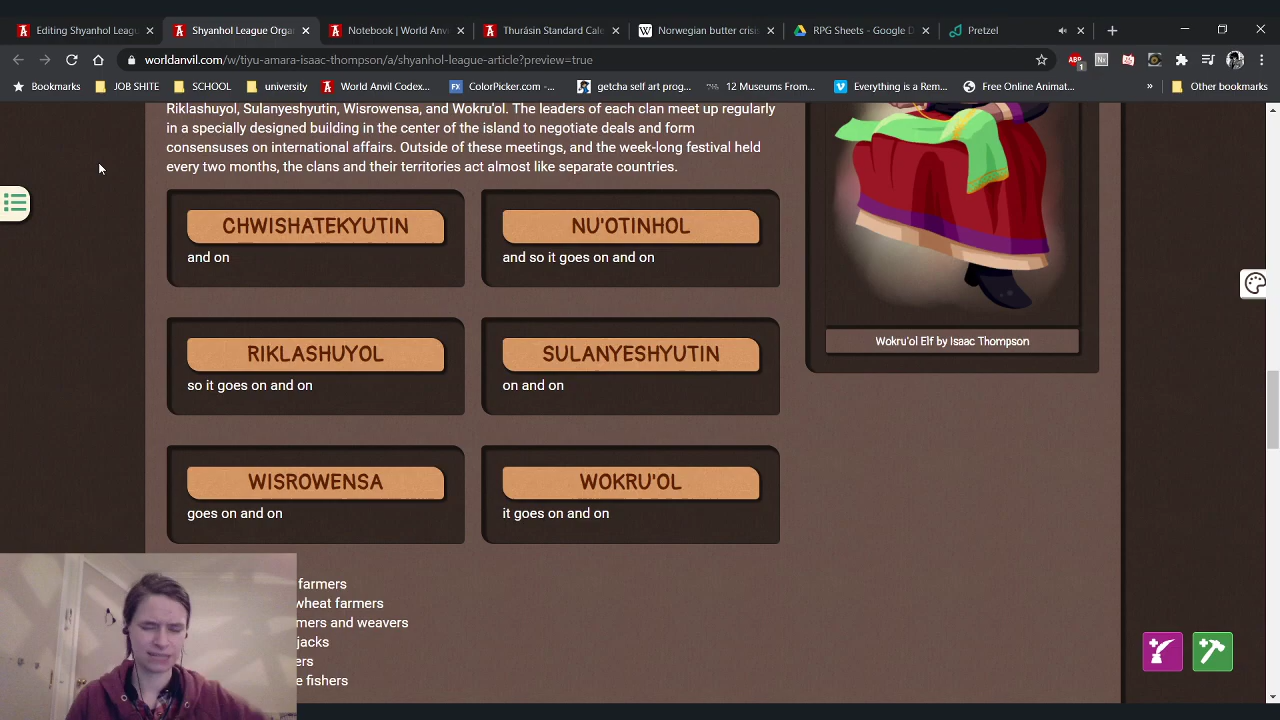 Editing Shyanhol Leagu
Shyanhol League Organ
Notebook | World Anvi
Thurásin Standard Cale
Norwegian butter crisi
RPG Sheets - Google D
Pretzel
worldanvil.com/w/tiyu-amara-isaac-thompson/a/shyanhol-league-article?preview=true
Bookmarks
JOB SHITE
SCHOOL
university
World Anvil Codex...
ColorPicker.com -...
getcha self art prog...
12 Museums From...
Everything is a Rem...
Free Online Animat...
»
Other bookmarks
Riklashuyol, Sulanyeshyutin, Wisrowensa, and Wokru'ol. The leaders of each clan meet up regularly
in a specially designed building in the center of the island to negotiate deals and form
consensuses on international affairs. Outside of these meetings, and the week-long festival held
every two months, the clans and their territories act almost like separate countries.
CHWISHATEKYUTIN
and on
NU'OTINHOL
and so it goes on and on
RIKLASHUYOL
so it goes on and on
SULANYESHYUTIN
on and on
WISROWENSA
goes on and on
WOKRU'OL
it goes on and on
Wokru'ol Elf by Isaac Thompson
farmers
wheat farmers
mers and weavers
jacks
ers
e fishers